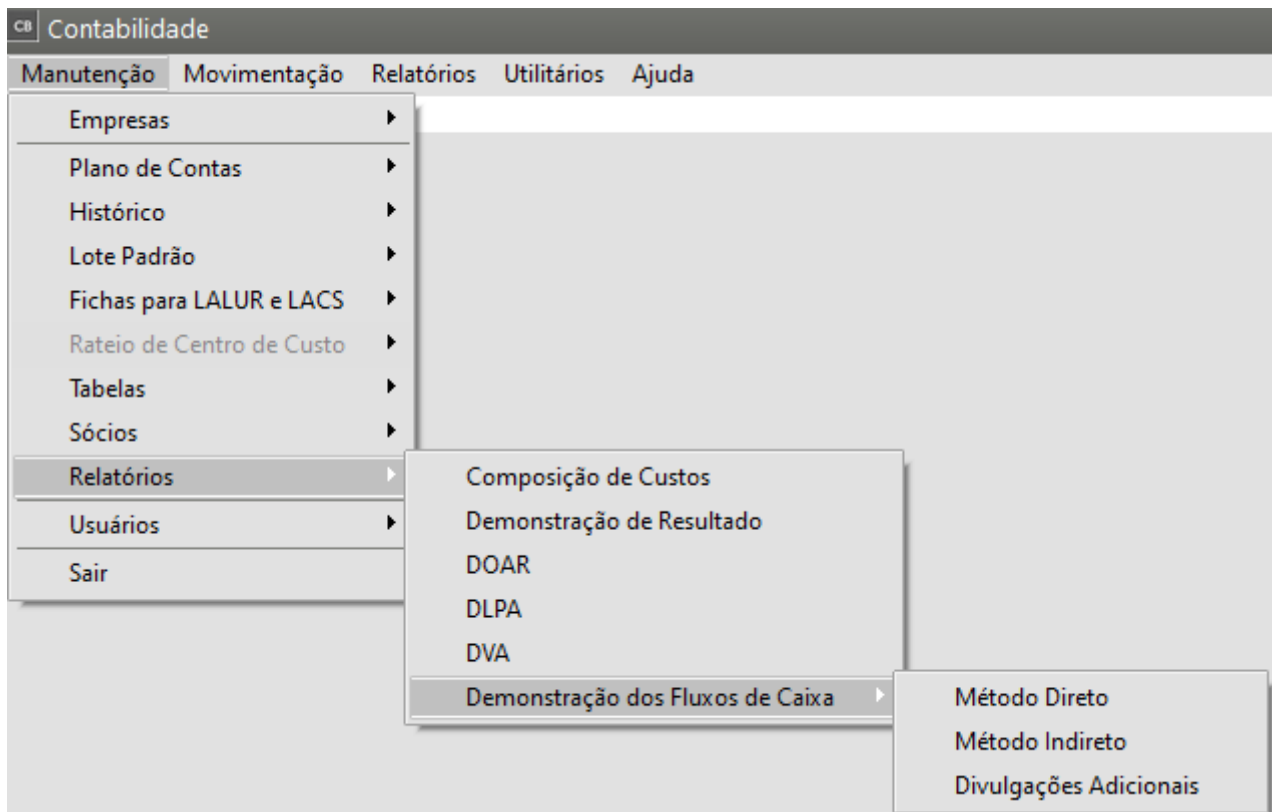 CB Contabilidade
Manutenção Movimentação Relatórios Utilitários Ajuda
Empresas
Plano de Contas
Histórico
Lote Padrão
Fichas para LALUR e LACS
Rateio de Centro de Custo
Tabelas
Sócios
Relatórios
Usuários
Sair
Composição de Custos
Demonstração de Resultado
DOAR
DLPA
DVA
Demonstração dos Fluxos de Caixa
Método Direto
Método Indireto
Divulgações Adicionais